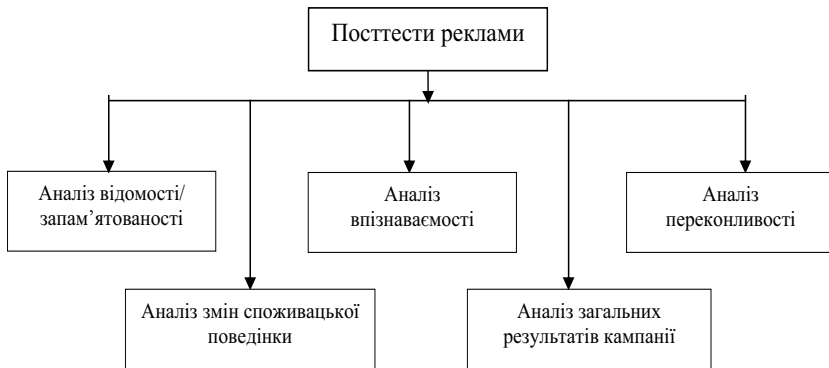 Посттести реклами
Аналіз відомості/
запам’ятованості
Аналіз
впізнаваємості
Аналіз
переконливості
Аналіз змін споживацької
поведінки
Аналіз загальних
результатів кампанії